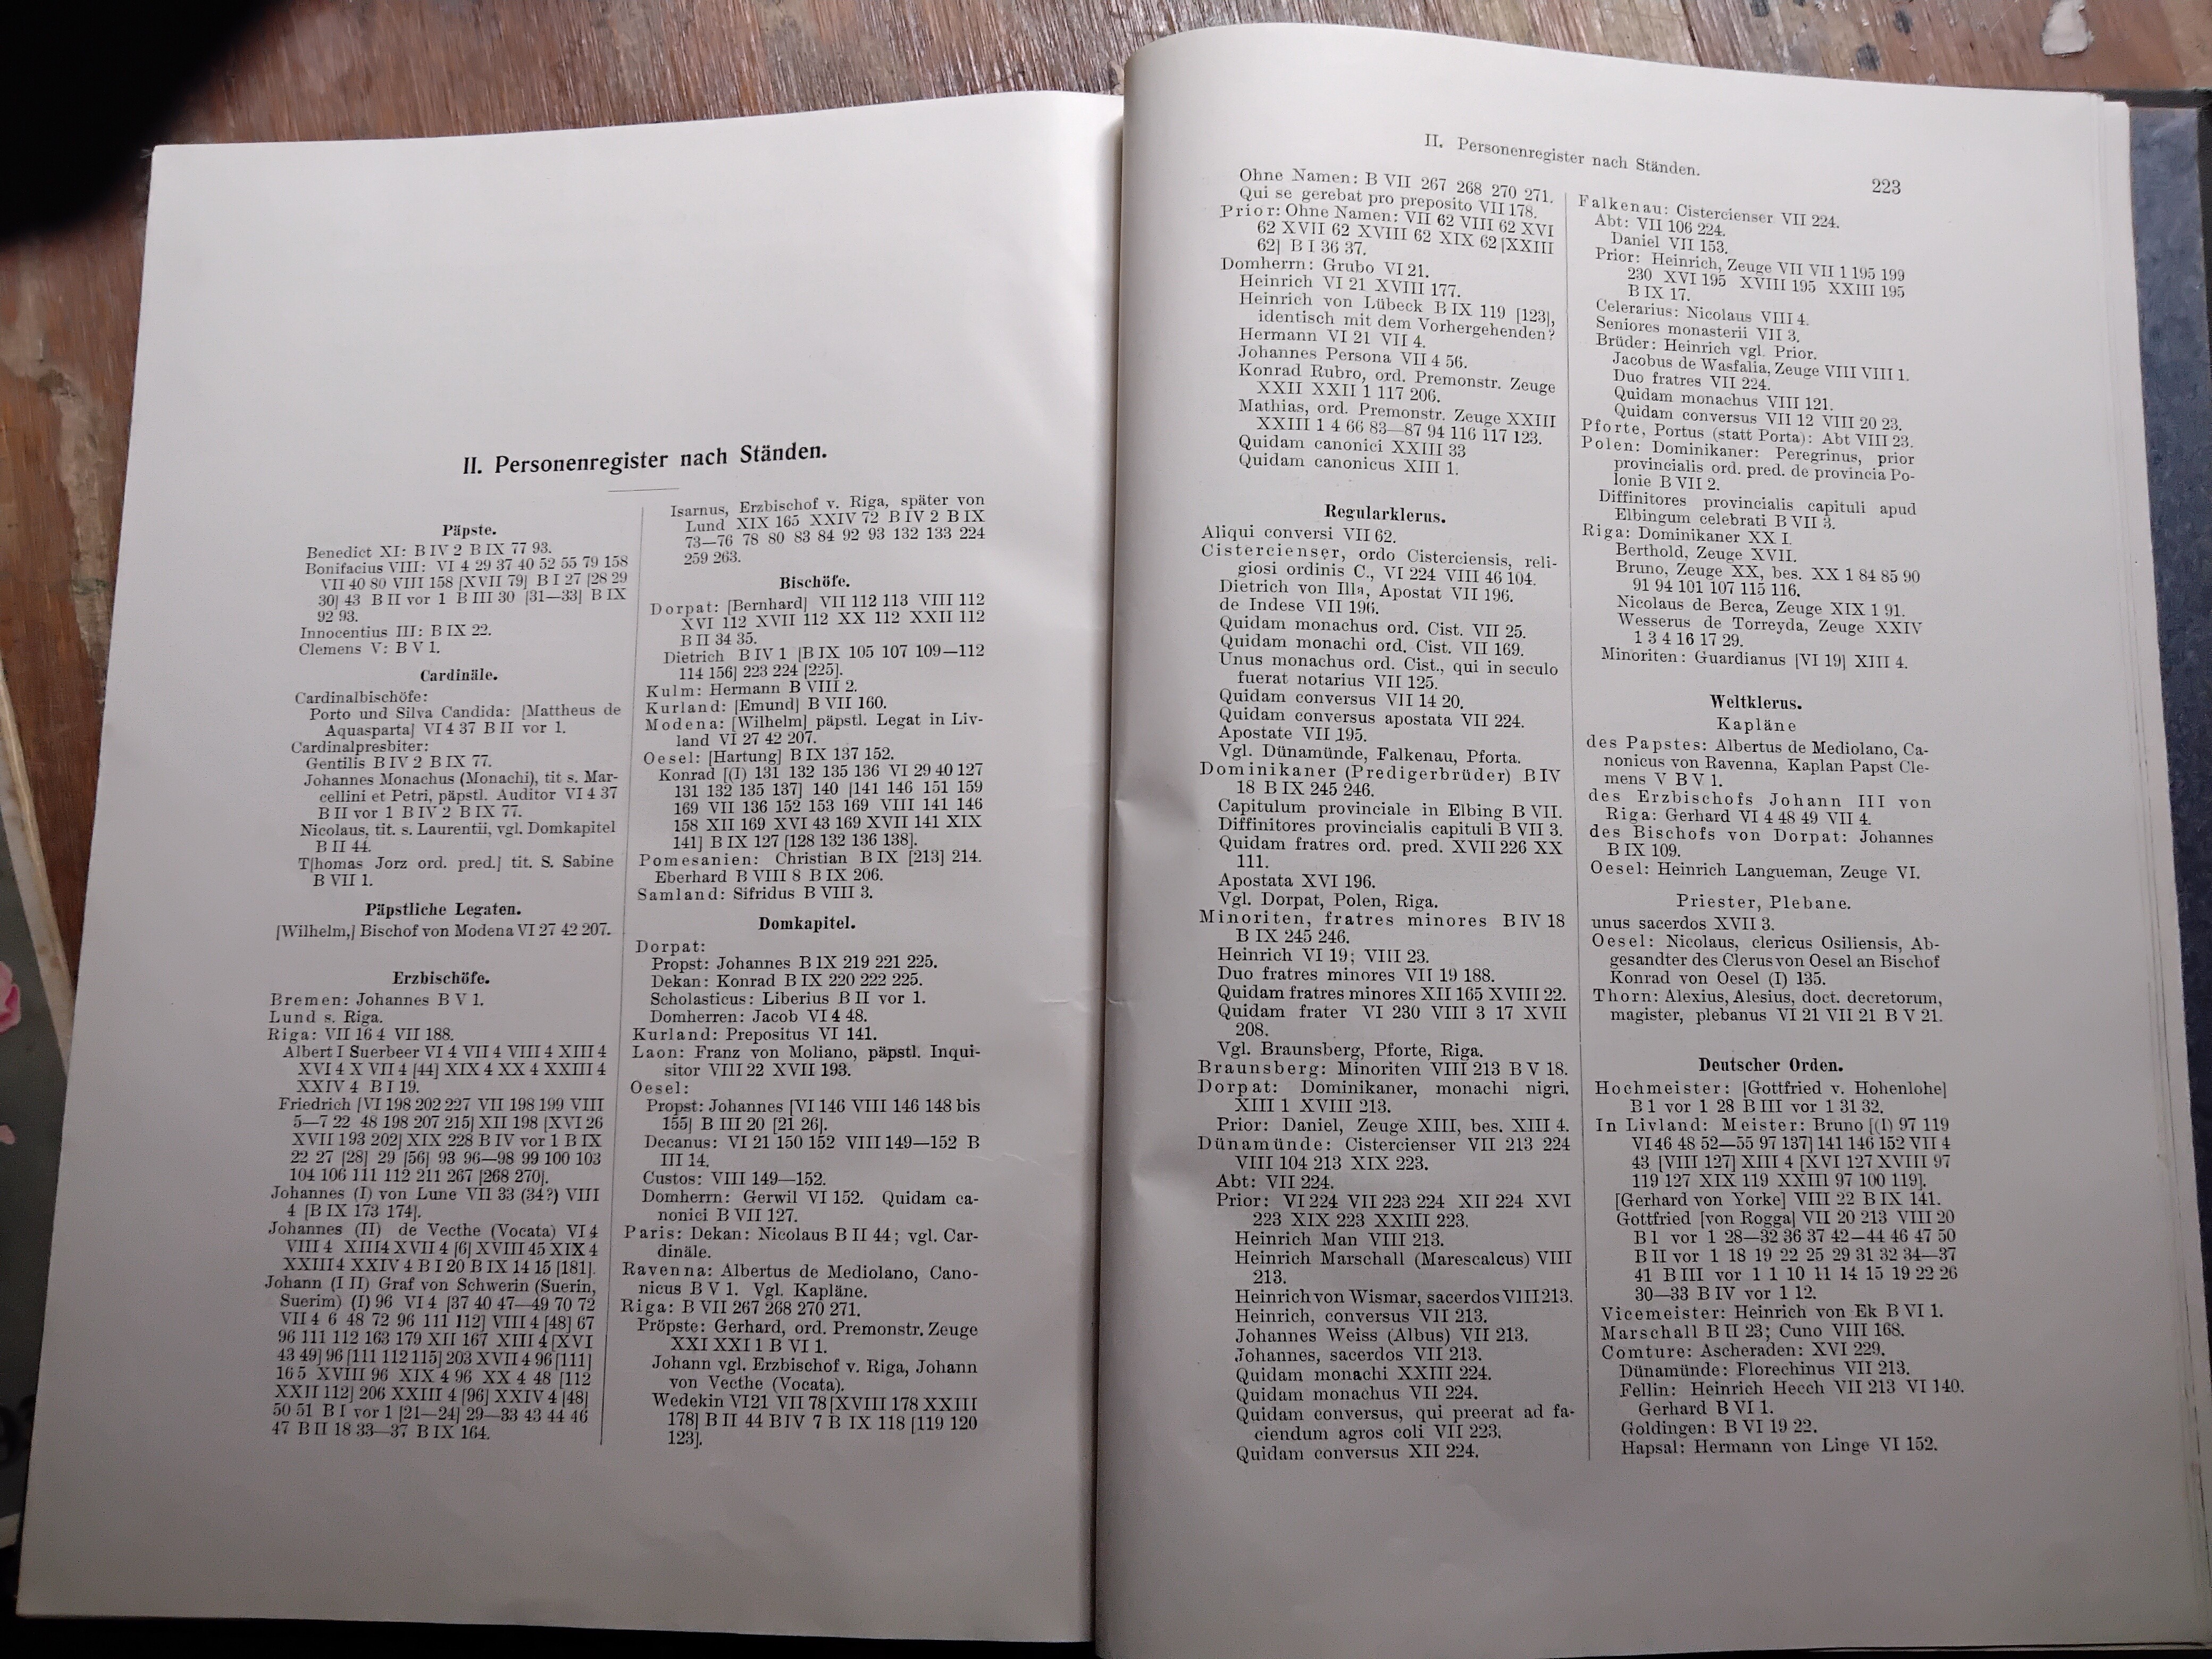 II. Personenregister nach Ständen.
Päpste.
Benedict XI: B IV 2 B IX 77 93.
Bonifacius VIII: VI 4 29 37 40 52 55 79 158
VII 40 80 VIII 158 [XVII 79] B I 27 [28 29
30] 43 B II vor 1 B III 30 [31—33] B IX
92 93.
Innocentius III: B IX 22.
Clemens V: B V 1.
Cardinäle.
Cardinalbischöfe:
Porto und Silva Candida: [Mattheus de
Aquasparta] VI 4 37 B II vor 1.
Cardinalpresbiter:
Gentilis B IV 2 B IX 77.
Johannes Monachus (Monachi), tit s. Mar-
cellini et Petri, päpstl. Auditor VI 4 37
B II vor 1 B IV 2 B IX 77.
Nicolaus, tit. s. Laurentii, vgl. Domkapitel
B II 44.
T[homas Jorz ord. pred.] tit. S. Sabine
B VII 1.
Päpstliche Legaten.
[Wilhelm,] Bischof von Modena VI 27 42 207.
Erzbischöfe.
Bremen: Johannes B V 1.
Lund s. Riga.
Riga: VII 16 4 VII 188.
Albert I Suerbeer VI 4 VII 4 VIII 4 XIII 4
XVI 4 X VII 4 [44] XIX 4 XX 4 XXIII 4
XXIV 4 B I 19.
Friedrich [VI 198 202 227 VII 198 199 VIII
5—7 22 48 198 207 215] XII 198 [XVI 26
XVII 193 202] XIX 228 B IV vor 1 B IX
22 27 [28] 29 [56] 93 96—98 99 100 103
104 106 111 112 211 267 [268 270].
Johannes (I) von Lune VII 33 (34?) VIII
4 [B IX 173 174].
Johannes (II) de Vecthe (Vocata) VI 4
VIII 4 XIII 4 XVII 4 [6] XVIII 45 XIX 4
XXIII 4 XXIV 4 B I 20 B IX 14 15 [181].
Johann (I II) Graf von Schwerin (Suerin,
Suerim) (I) 96 VI 4 [37 40 47—49 70 72
VII 4 6 48 72 96 111 112] VIII 4 [48] 67
96 111 112 163 179 XII 167 XIII 4 [XVI
43 49] 96 [111 112 115] 203 XVII 4 96 [111]
165 XVIII 96 XIX 4 96 XX 4 48 [112
XXII 112] 206 XXIII 4 [96] XXIV 4 [48]
50 51 B I vor 1 [21—24] 29—33 43 44 46
47 B II 18 33—37 B IX 164.
Isarnus, Erzbischof v. Riga, später von
Lund XIX 165 XXIV 72 B IV 2 B IX
73—76 78 80 83 84 92 93 132 133 224
259 263.
Bischöfe.
Dorpat: [Bernhard] VII 112 113 VIII 112
XVI 112 XVII 112 XX 112 XXII 112
B II 34 35.
Dietrich B IV 1 [B IX 105 107 109—112
114 156] 223 224 [225].
Kulm: Hermann B VIII 2.
Kurland: [Emund] B VII 160.
Modena: [Wilhelm] päpstl. Legat in Liv-
land VI 27 42 207.
Oesel: [Hartung] B IX 137 152.
Konrad [(I) 131 132 135 136 VI 29 40 127
131 132 135 137] 140 [141 146 151 159
169 VII 136 152 153 169 VIII 141 146
158 XII 169 XVI 43 169 XVII 141 XIX
141] B IX 127 [128 132 136 138].
Pomesanien: Christian B IX [213] 214.
Eberhard B VIII 8 B IX 206.
Samland: Sifridus B VIII 3.
Domkapitel.
Dorpat:
Propst: Johannes B IX 219 221 225.
Dekan: Konrad B IX 220 222 225.
Scholasticus: Liberius B II vor 1.
Domherren: Jacob VI 4 48.
Kurland: Prepositus VI 141.
Laon: Franz von Moliano, päpstl. Inqui-
sitor VIII 22 XVII 193.
Oesel:
Propst: Johannes [VI 146 VIII 146 148 bis
155] B III 20 [21 26].
Decanus: VI 21 150 152 VIII 149—152 B
III 14.
Custos: VIII 149—152.
Domherrn: Gerwil VI 152. Quidam ca-
nonici B VII 127.
Paris: Dekan: Nicolaus B II 44; vgl. Car-
dinäle.
Ravenna: Albertus de Mediolano, Cano-
nicus B V 1. Vgl. Kapläne.
Riga: B VII 267 268 270 271.
Pröpste: Gerhard, ord. Premonstr. Zeuge
XXI XXI 1 B VI 1.
Johann vgl. Erzbischof v. Riga, Johann
von Vecthe (Vocata).
Wedekin VI 21 VII 78 [XVIII 178 XXIII
178] B II 44 B IV 7 B IX 118 [119 120
123].
II. Personenregister nach Ständen.
223
Ohne Namen: B VII 267 268 270 271.
Qui se gerebat pro preposito VII 178.
Prior: Ohne Namen: VII 62 VIII 62 XVI
62 XVII 62 XVIII 62 XIX 62 [XXIII
62] B I 36 37.
Domherrn: Grubo VI 21.
Heinrich VI 21 XVIII 177.
Heinrich von Lübeck B IX 119 [123],
identisch mit dem Vorhergehenden?
Hermann VI 21 VII 4.
Johannes Persona VII 4 56.
Konrad Rubro, ord. Premonstr. Zeuge
XXII XXII 1 117 206.
Mathias, ord. Premonstr. Zeuge XXIII
XXIII 1 4 66 83—87 94 116 117 123.
Quidam canonici XXIII 33
Quidam canonicus XIII 1.
Regularklerus.
Aliqui conversi VII 62.
Cistercienser, ordo Cisterciensis, reli-
giosi ordinis C., VI 224 VIII 46 104.
Dietrich von Illa, Apostat VII 196.
de Indese VII 196.
Quidam monachus ord. Cist. VII 25.
Quidam monachi ord. Cist. VII 169.
Unus monachus ord. Cist., qui in seculo
fuerat notarius VII 125.
Quidam conversus VII 14 20.
Quidam conversus apostata VII 224.
Apostate VII 195.
Vgl. Dünamünde, Falkenau, Pforta.
Dominikaner (Predigerbrüder) B IV
18 B IX 245 246.
Capitulum provinciale in Elbing B VII.
Diffinitores provincialis capituli B VII 3.
Quidam fratres ord. pred. XVII 226 XX
111.
Apostata XVI 196.
Vgl. Dorpat, Polen, Riga.
Minoriten, fratres minores B IV 18
B IX 245 246.
Heinrich VI 19; VIII 23.
Duo fratres minores VII 19 188.
Quidam fratres minores XII 165 XVIII 22.
Quidam frater VI 230 VIII 3 17 XVII
208.
Vgl. Braunsberg, Pforte, Riga.
Braunsberg: Minoriten VIII 213 B V 18.
Dorpat: Dominikaner, monachi nigri,
XIII 1 XVIII 213.
Prior: Daniel, Zeuge XIII, bes. XIII 4.
Dünamünde: Cistercienser VII 213 224
VIII 104 213 XIX 223.
Abt: VII 224.
Prior: VI 224 VII 223 224 XII 224 XVI
223 XIX 223 XXIII 223.
Heinrich Man VIII 213.
Heinrich Marschall (Marescalcus) VIII
213.
Heinrich von Wismar, sacerdos VIII 213.
Heinrich, conversus VII 213.
Johannes Weiss (Albus) VII 213.
Johannes, sacerdos VII 213.
Quidam monachi XXIII 224.
Quidam monachus VII 224.
Quidam conversus, qui preerat ad fa-
ciendum agros coli VII 223.
Quidam conversus XII 224.
Falkenau: Cistercienser VII 224.
Abt: VII 106 224.
Daniel VII 153.
Prior: Heinrich, Zeuge VII VII 1 195 199
230 XVI 195 XVIII 195 XXIII 195
B IX 17.
Celerarius: Nicolaus VIII 4.
Seniores monasterii VII 3.
Brüder: Heinrich vgl. Prior.
Jacobus de Wasfalia, Zeuge VIII VIII 1.
Duo fratres VII 224.
Quidam monachus VIII 121.
Quidam conversus VII 12 VIII 20 23.
Pforte, Portus (statt Porta): Abt VIII 23.
Polen: Dominikaner: Peregrinus, prior
provincialis ord. pred. de provincia Po-
lonie B VII 2.
Diffinitores provincialis capituli apud
Elbingum celebrati B VII 3.
Riga: Dominikaner XX I.
Berthold, Zeuge XVII.
Bruno, Zeuge XX, bes. XX 1 84 85 90
91 94 101 107 115 116.
Nicolaus de Berca, Zeuge XIX 1 91.
Wesserus de Torreyda, Zeuge XXIV
1 3 4 16 17 29.
Minoriten: Guardianus [VI 19] XIII 4.
Weltklerus.
Kapläne
des Papstes: Albertus de Mediolano, Ca-
nonicus von Ravenna, Kaplan Papst Cle-
mens V B V 1.
des Erzbischofs Johann III von
Riga: Gerhard VI 4 48 49 VII 4.
des Bischofs von Dorpat: Johannes
B IX 109.
Oesel: Heinrich Langueman, Zeuge VI.
Priester, Plebane.
unus sacerdos XVII 3.
Oesel: Nicolaus, clericus Osiliensis, Ab-
gesandter des Clerus von Oesel an Bischof
Konrad von Oesel (I) 135.
Thorn: Alexius, Alesius, doct. decretorum,
magister, plebanus VI 21 VII 21 B V 21.
Deutscher Orden.
Hochmeister: [Gottfried v. Hohenlohe]
B 1 vor 1 28 B III vor 1 31 32.
In Livland: Meister: Bruno [(I) 97 119
VI 46 48 52—55 97 137] 141 146 152 VII 4
43 [VIII 127] XIII 4 [XVI 127 XVIII 97
119 127 XIX 119 XXIII 97 100 119].
[Gerhard von Yorke] VIII 22 B IX 141.
Gottfried [von Rogga] VII 20 213 VIII 20
B 1 vor 1 28—32 36 37 42—44 46 47 50
B II vor 1 18 19 22 25 29 31 32 34—37
41 B III vor 1 1 10 11 14 15 19 22 26
30—33 B IV vor 1 12.
Vicemeister: Heinrich von Ek B VI 1.
Marschall B II 23; Cuno VIII 168.
Comture: Ascheraden: XVI 229.
Dünamünde: Florechinus VII 213.
Fellin: Heinrich Hecch VII 213 VI 140.
Gerhard B VI 1.
Goldingen: B VI 19 22.
Hapsal: Hermann von Linge VI 152.